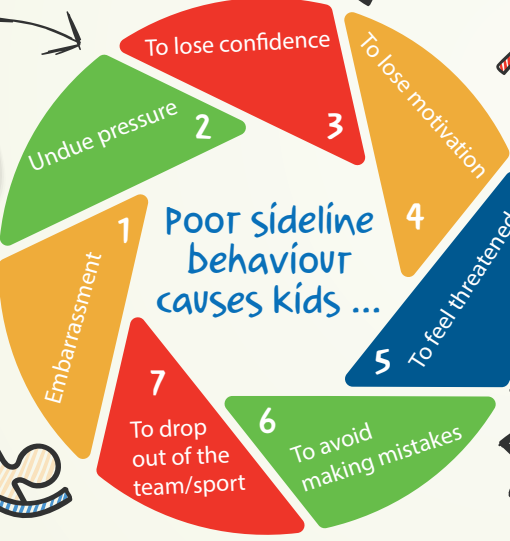 Poor sideline
behaviour
causes kids ...
1
Embarrassment
2
Undue pressure
3
To lose confidence
4
To lose motivation
5
To feel threatened
6
To avoid
making mistakes
7
To drop
out of the
team/sport